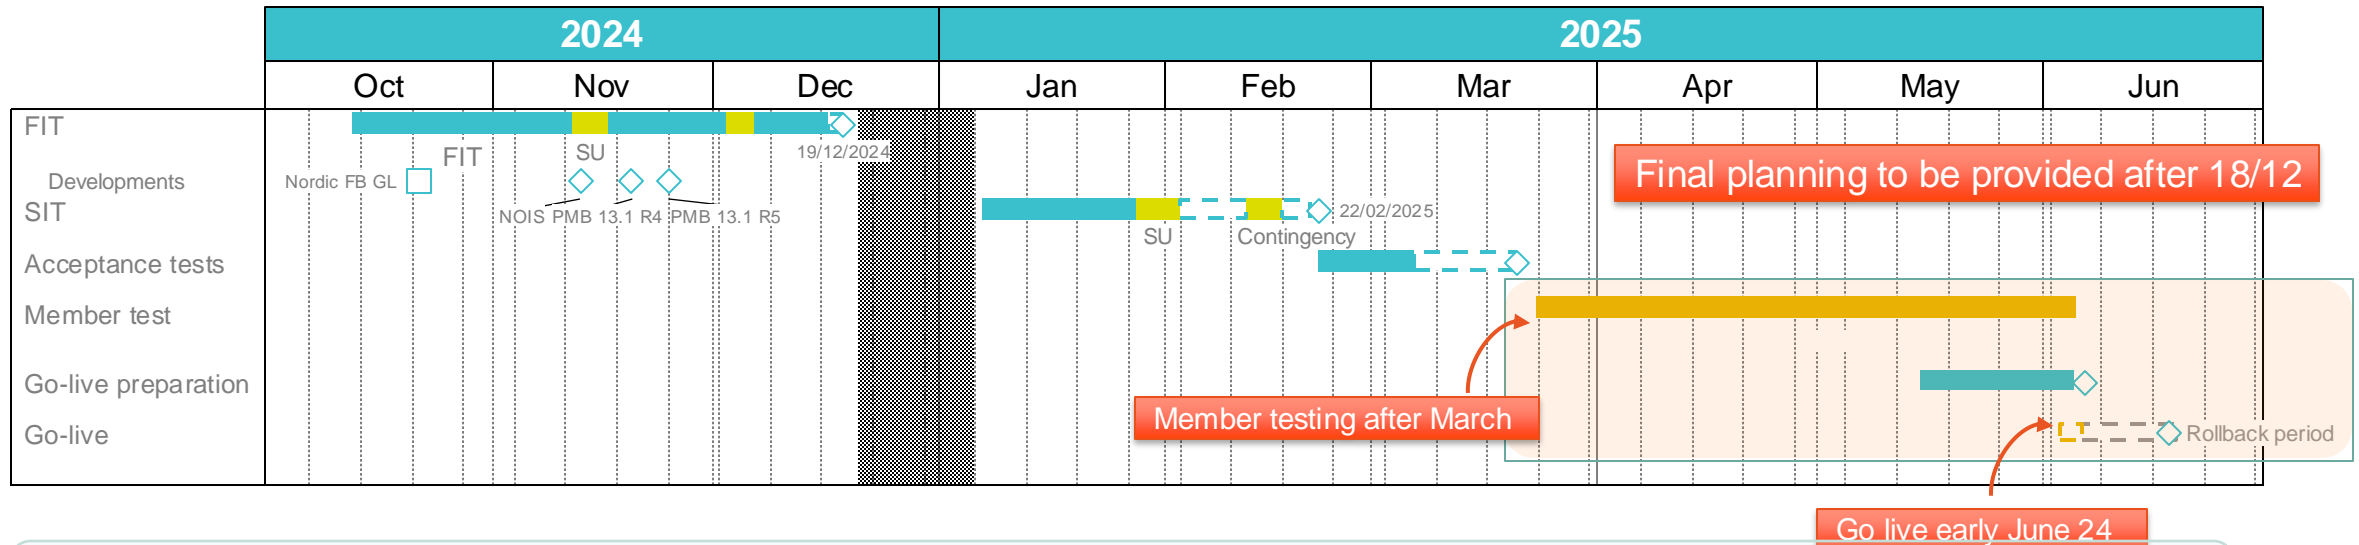 2024 2025
Oct Nov Dec Jan Feb Mar Apr May Jun
FIT
FIT SU 19/12/2024
Final planning to be provided after 18/12
Developments Nordic FB GL
SIT NOIS PMB 13.1 R4 PMB 13.1 R5 22/02/2025
SU Contingency
Acceptance tests
Member test
Go-live preparation
Member testing after March
Go-live Rollback period
Go live early June 24